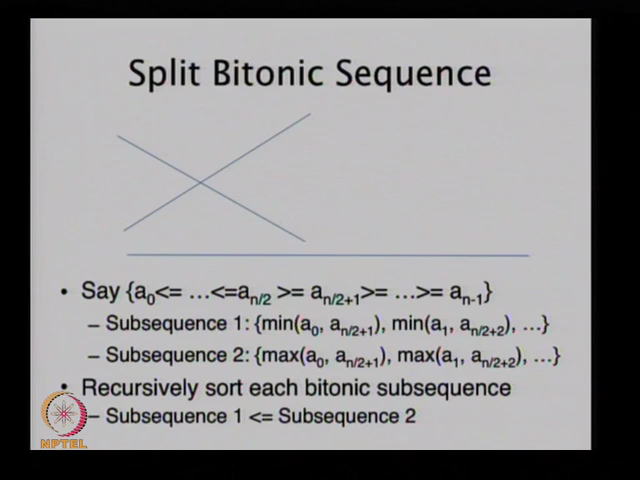 Split Bitonic Sequence
• Say {a0<= …<=an/2 >= an/2+1>= …>= an-1}
– Subsequence 1: {min(a0, an/2+1), min(a1, an/2+2), …}
– Subsequence 2: {max(a0, an/2+1), max(a1, an/2+2), …}
• Recursively sort each bitonic subsequence
– Subsequence 1 <= Subsequence 2
NPTEL